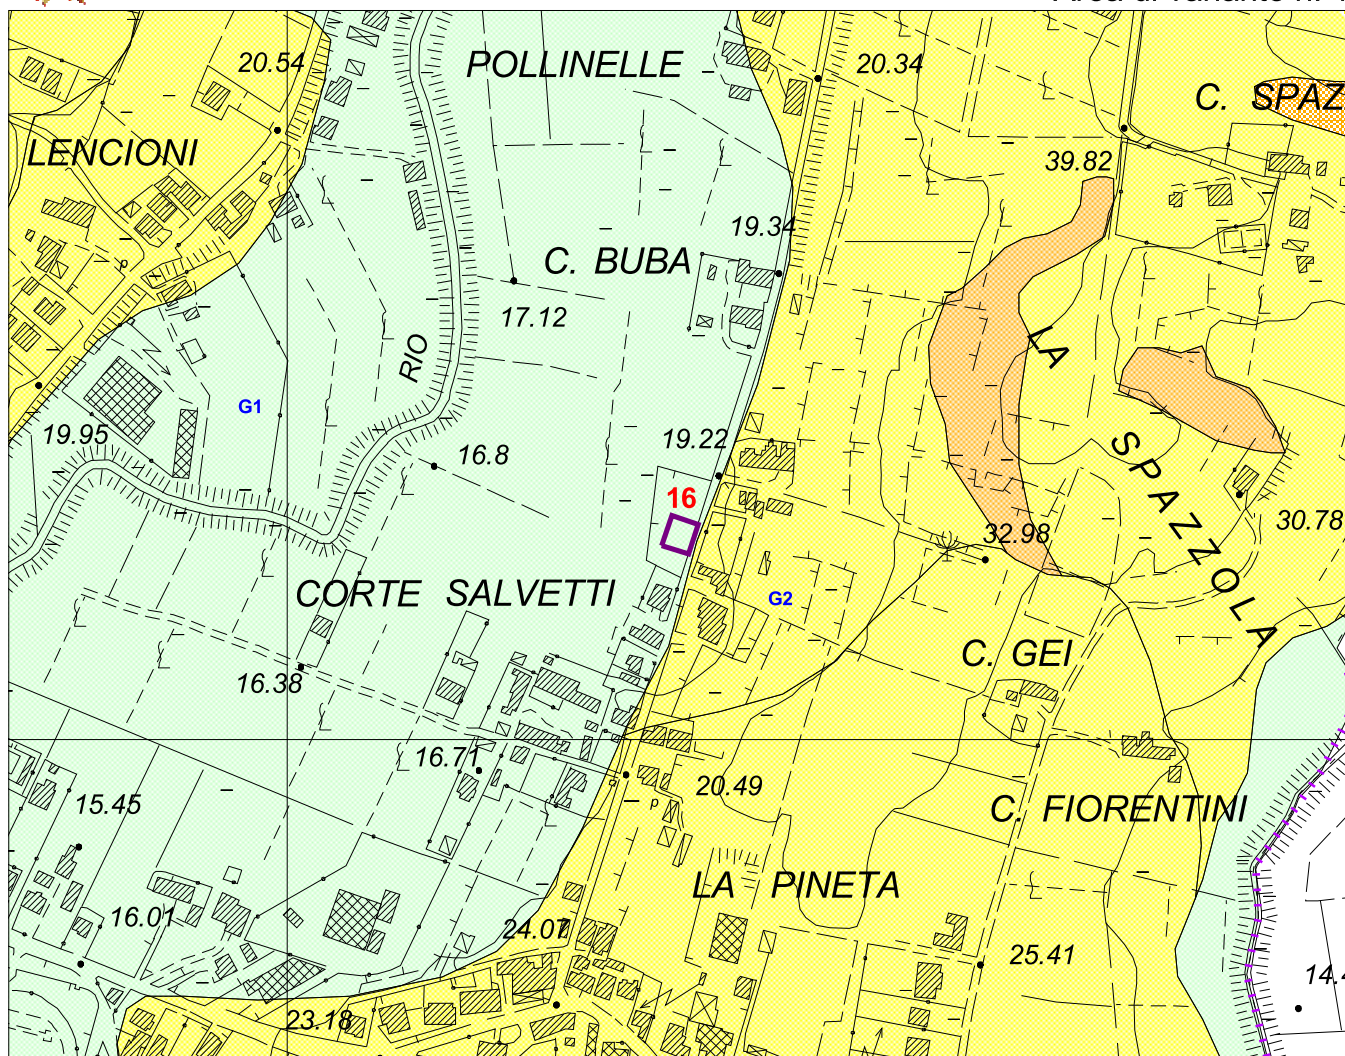 POLLINELLE
20.54
20.34
C. SPAZ
LENCIONI
39.82
19.34
C. BUBA
17.12
RIO
LA
G1
19.95
16.8
19.22
SPAZZOLA
16
30.78
32.98
CORTE SALVETTI
G2
C. GEI
16.38
16.71
20.49
15.45
p
C. FIORENTINI
LA PINETA
16.01
24.07
25.41
23.18
p